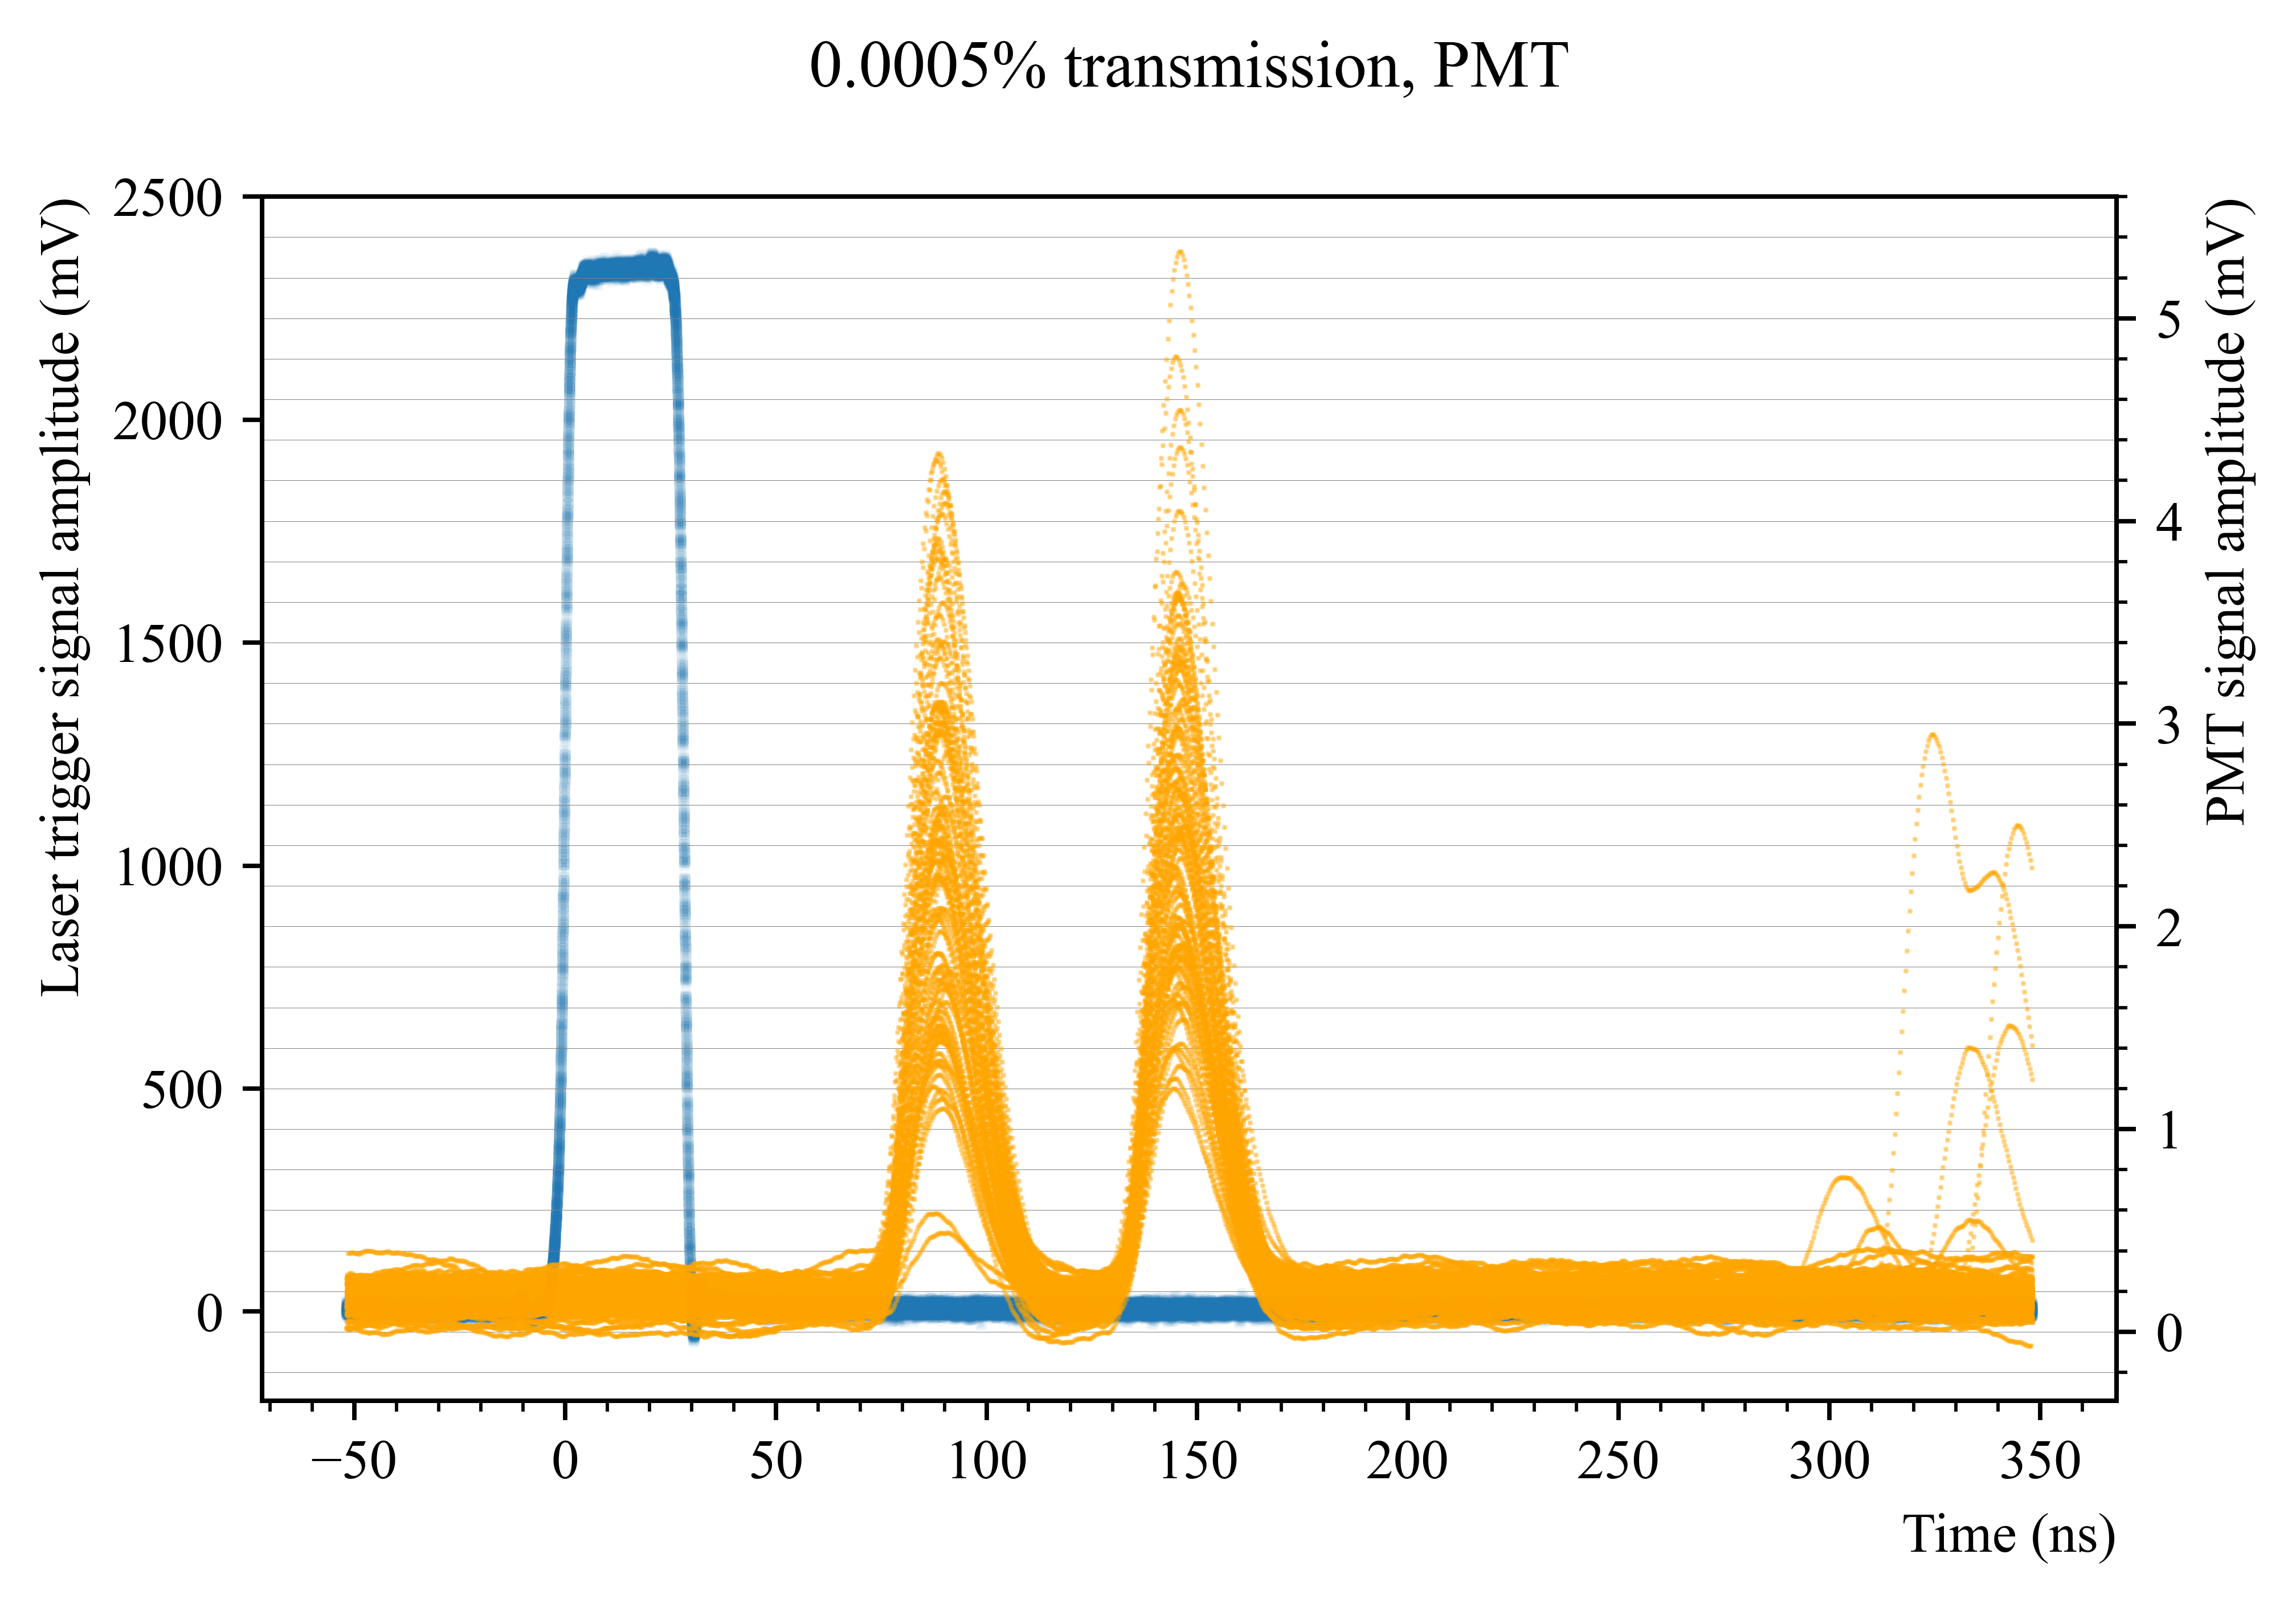 0.0005% transmission, PMT
Laser trigger signal amplitude (mV)
2500
2000
1500
1000
500
0
PMT signal amplitude (mV)
5
4
3
2
1
0
−50 0 50 100 150 200 250 300 350
Time (ns)